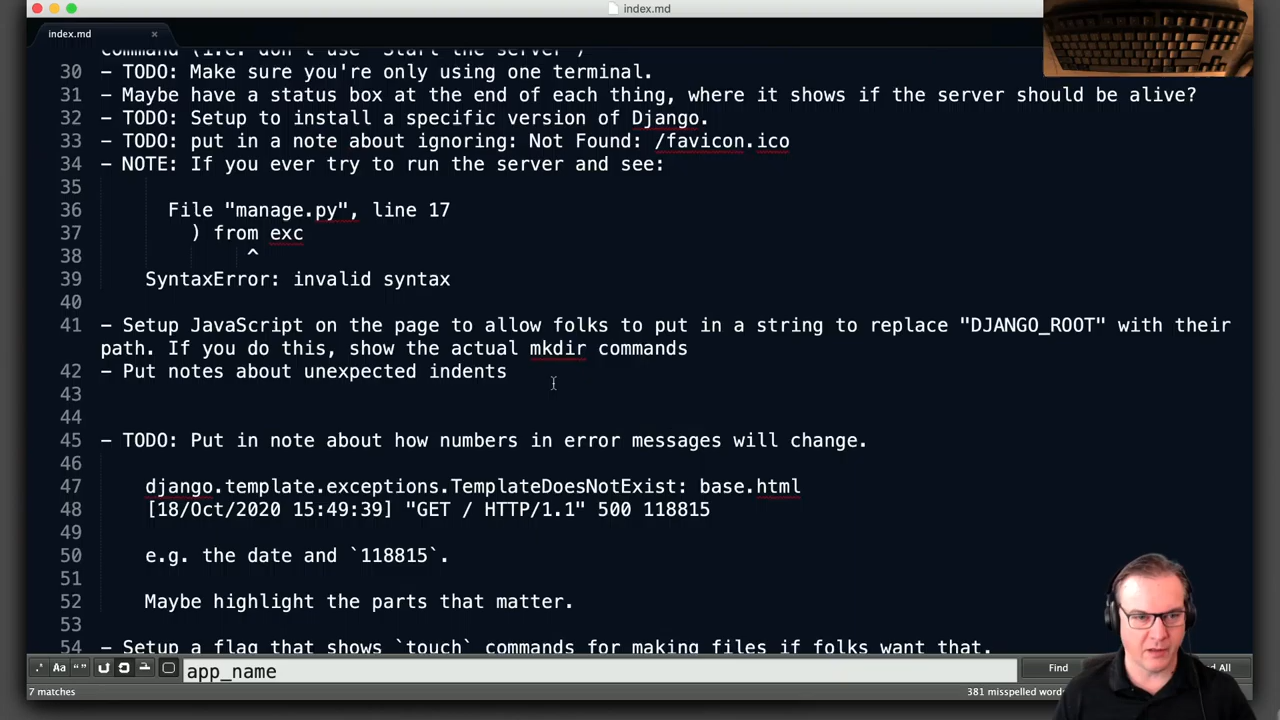 index.md
index.md ×
command (i.e. don't use "Start the server")
30 - TODO: Make sure you're only using one terminal.
31 - Maybe have a status box at the end of each thing, where it shows if the server should be alive?
32 - TODO: Setup to install a specific version of Django.
33 - TODO: put in a note about ignoring: Not Found: /favicon.ico
34 - NOTE: If you ever try to run the server and see:
35
36 File "manage.py", line 17
37 ) from exc
38 ^
39 SyntaxError: invalid syntax
40
41 - Setup JavaScript on the page to allow folks to put in a string to replace "DJANGO_ROOT" with their
path. If you do this, show the actual mkdir commands
42 - Put notes about unexpected indents
43
44
45 - TODO: Put in note about how numbers in error messages will change.
46
47 django.template.exceptions.TemplateDoesNotExist: base.html
48 [18/Oct/2020 15:49:39] "GET / HTTP/1.1" 500 118815
49
50 e.g. the date and `118815`.
51
52 Maybe highlight the parts that matter.
53
54 - Setup a flag that shows `touch` commands for making files if folks want that.
.* Aa “” app_name Find All
7 matches 381 misspelled